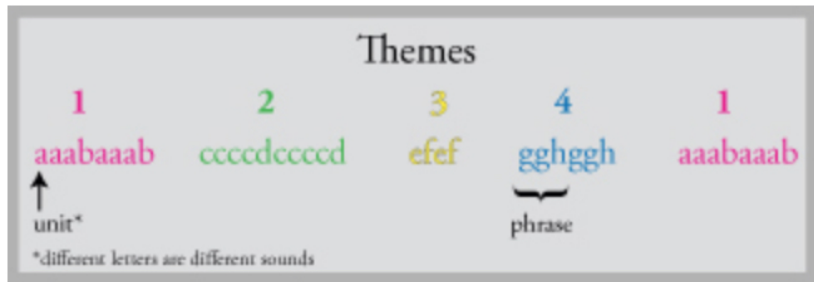 Themes
1 2 3 4 1
aaabaaab ccccdccccd efef gghggh aaabaaab
unit* phrase
*different letters are different sounds